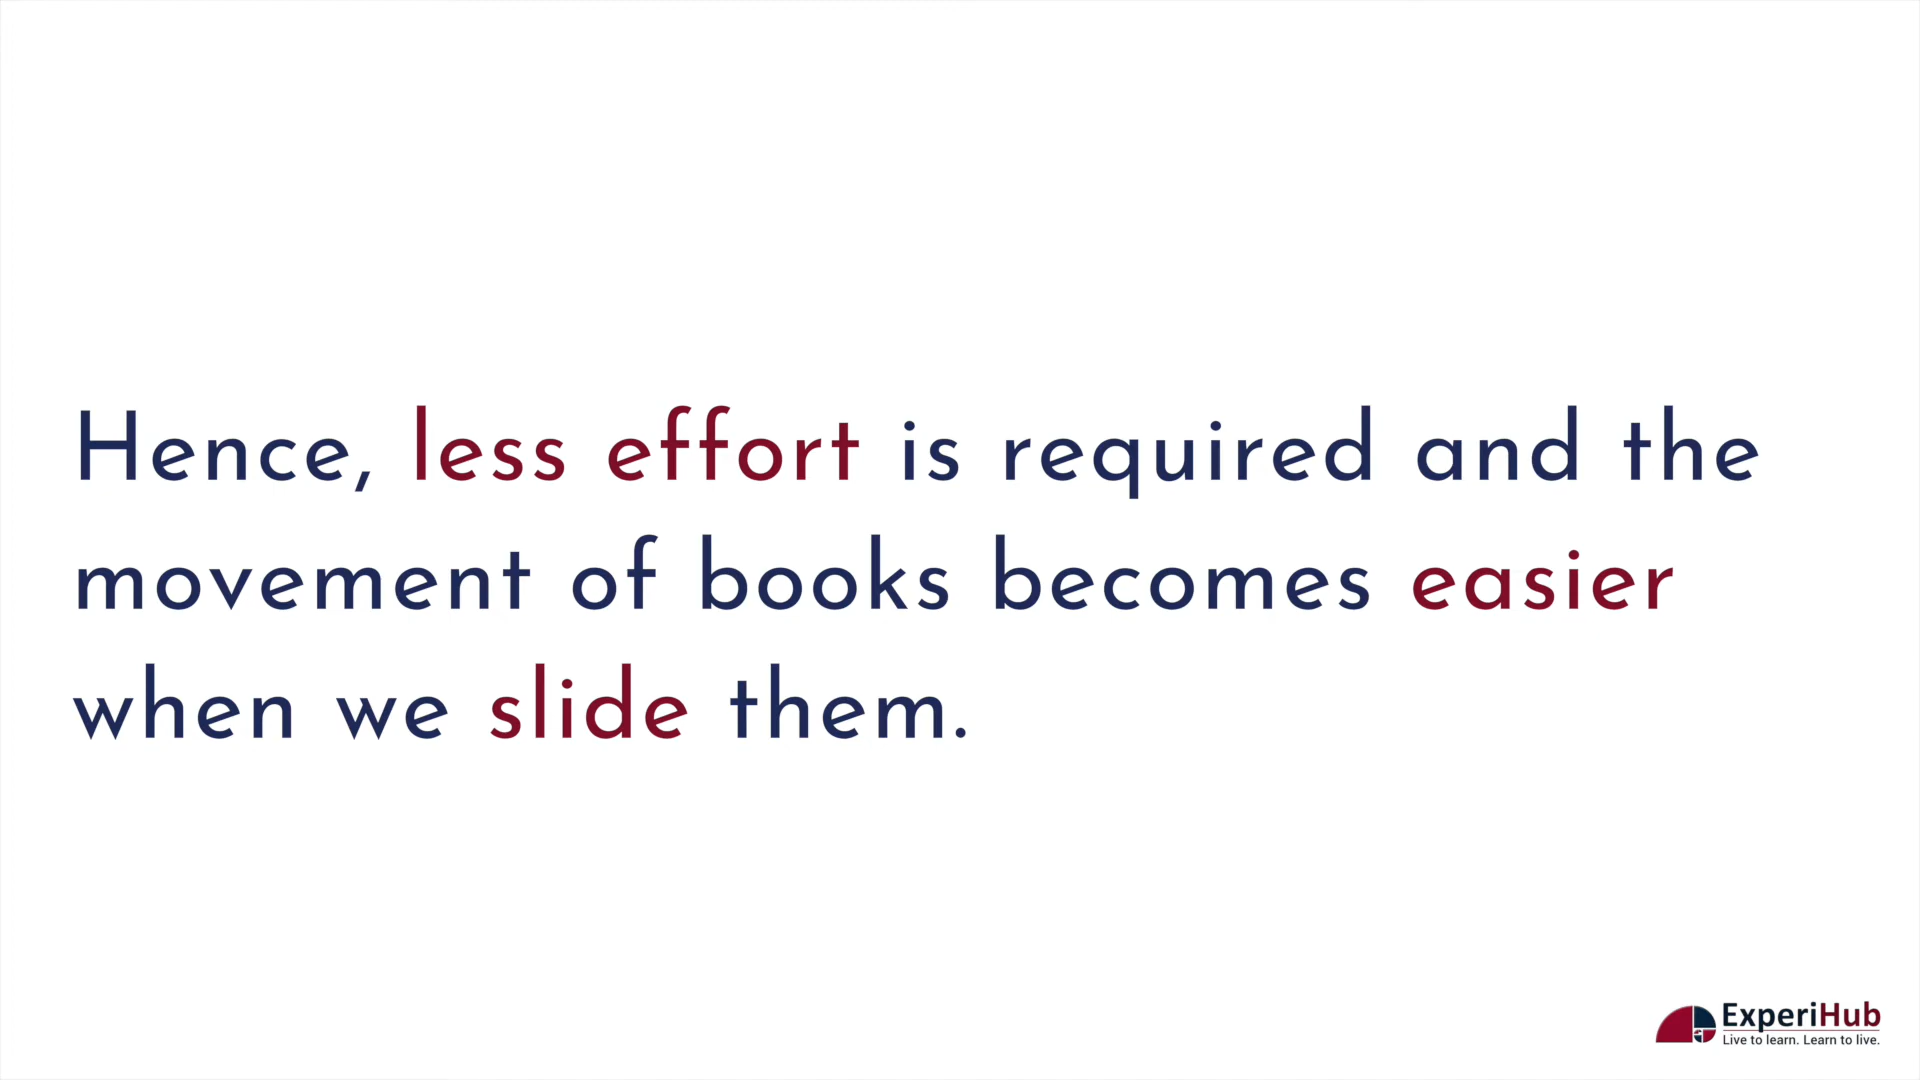 Hence, less effort is required and the
movement of books becomes easier
when we slide them.
ExperiHub
Live to learn. Learn to live.